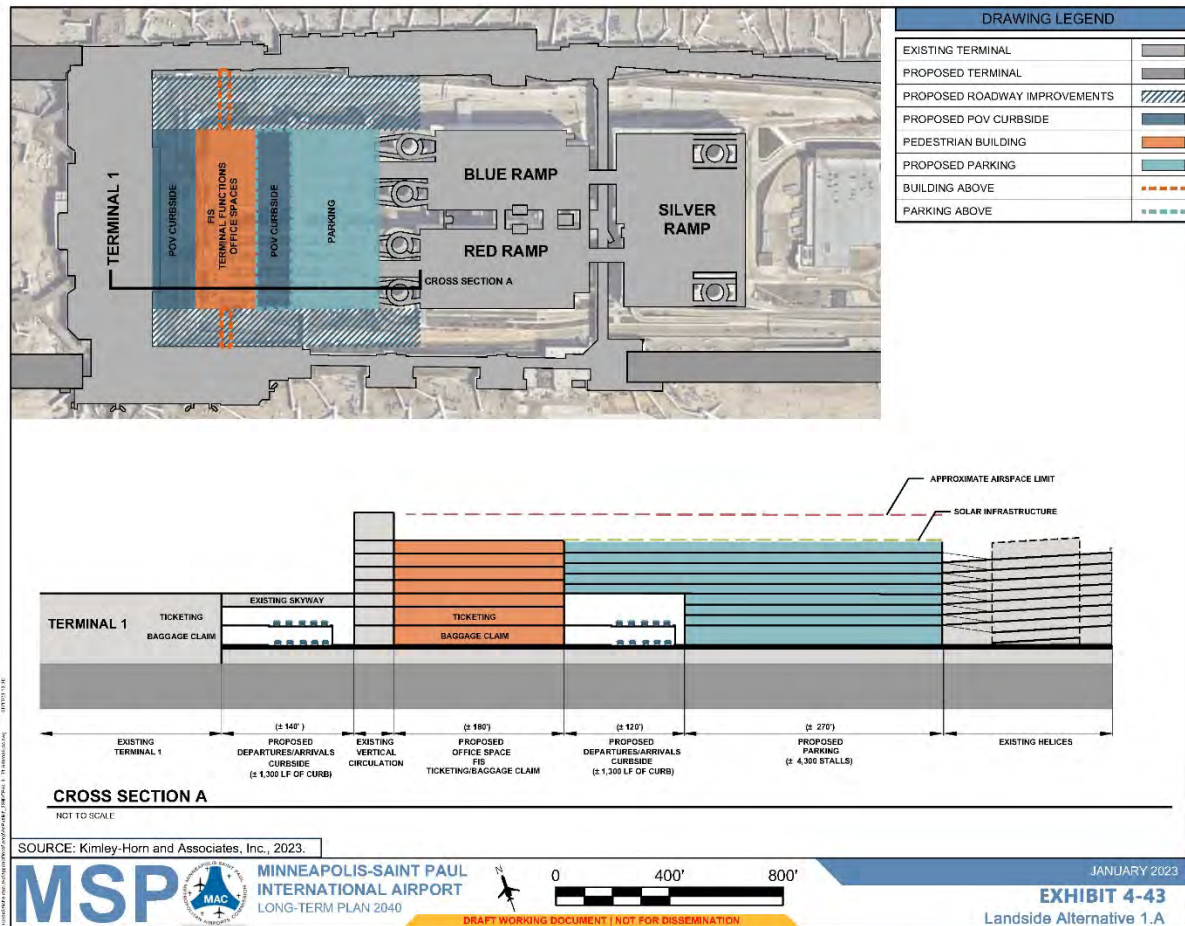 DRAWING LEGEND
EXISTING TERMINAL
PROPOSED TERMINAL
PROPOSED ROADWAY IMPROVEMENTS
PROPOSED POV CURBSIDE
PEDESTRIAN BUILDING
PROPOSED PARKING
BUILDING ABOVE
PARKING ABOVE
TERMINAL 1
POV CURBSIDE
FIS
TERMINAL FUNCTIONS
OFFICE SPACES
POV CURBSIDE
PARKING
BLUE RAMP
RED RAMP
SILVER
RAMP
CROSS SECTION A
APPROXIMATE AIRSPACE LIMIT
SOLAR INFRASTRUCTURE
EXISTING SKYWAY
TERMINAL 1
TICKETING
BAGGAGE CLAIM
TICKETING
BAGGAGE CLAIM
EXISTING
TERMINAL 1
(± 140')
PROPOSED
DEPARTURES/ARRIVALS
CURBSIDE
(± 1,300 LF OF CURB)
EXISTING
VERTICAL
CIRCULATION
(± 180')
PROPOSED
OFFICE SPACE
FIS
TICKETING/BAGGAGE CLAIM
(± 120')
PROPOSED
DEPARTURES/ARRIVALS
CURBSIDE
(± 1,300 LF OF CURB)
(± 270')
PROPOSED
PARKING
(± 4,300 STALLS)
EXISTING HELICES
CROSS SECTION A
NOT TO SCALE
SOURCE: Kimley-Horn and Associates, Inc., 2023.
MSP
MAC
MINNEAPOLIS-SAINT PAUL
INTERNATIONAL AIRPORT
LONG-TERM PLAN 2040
N
0 400' 800'
DRAFT WORKING DOCUMENT | NOT FOR DISSEMINATION
JANUARY 2023
EXHIBIT 4-43
Landside Alternative 1.A